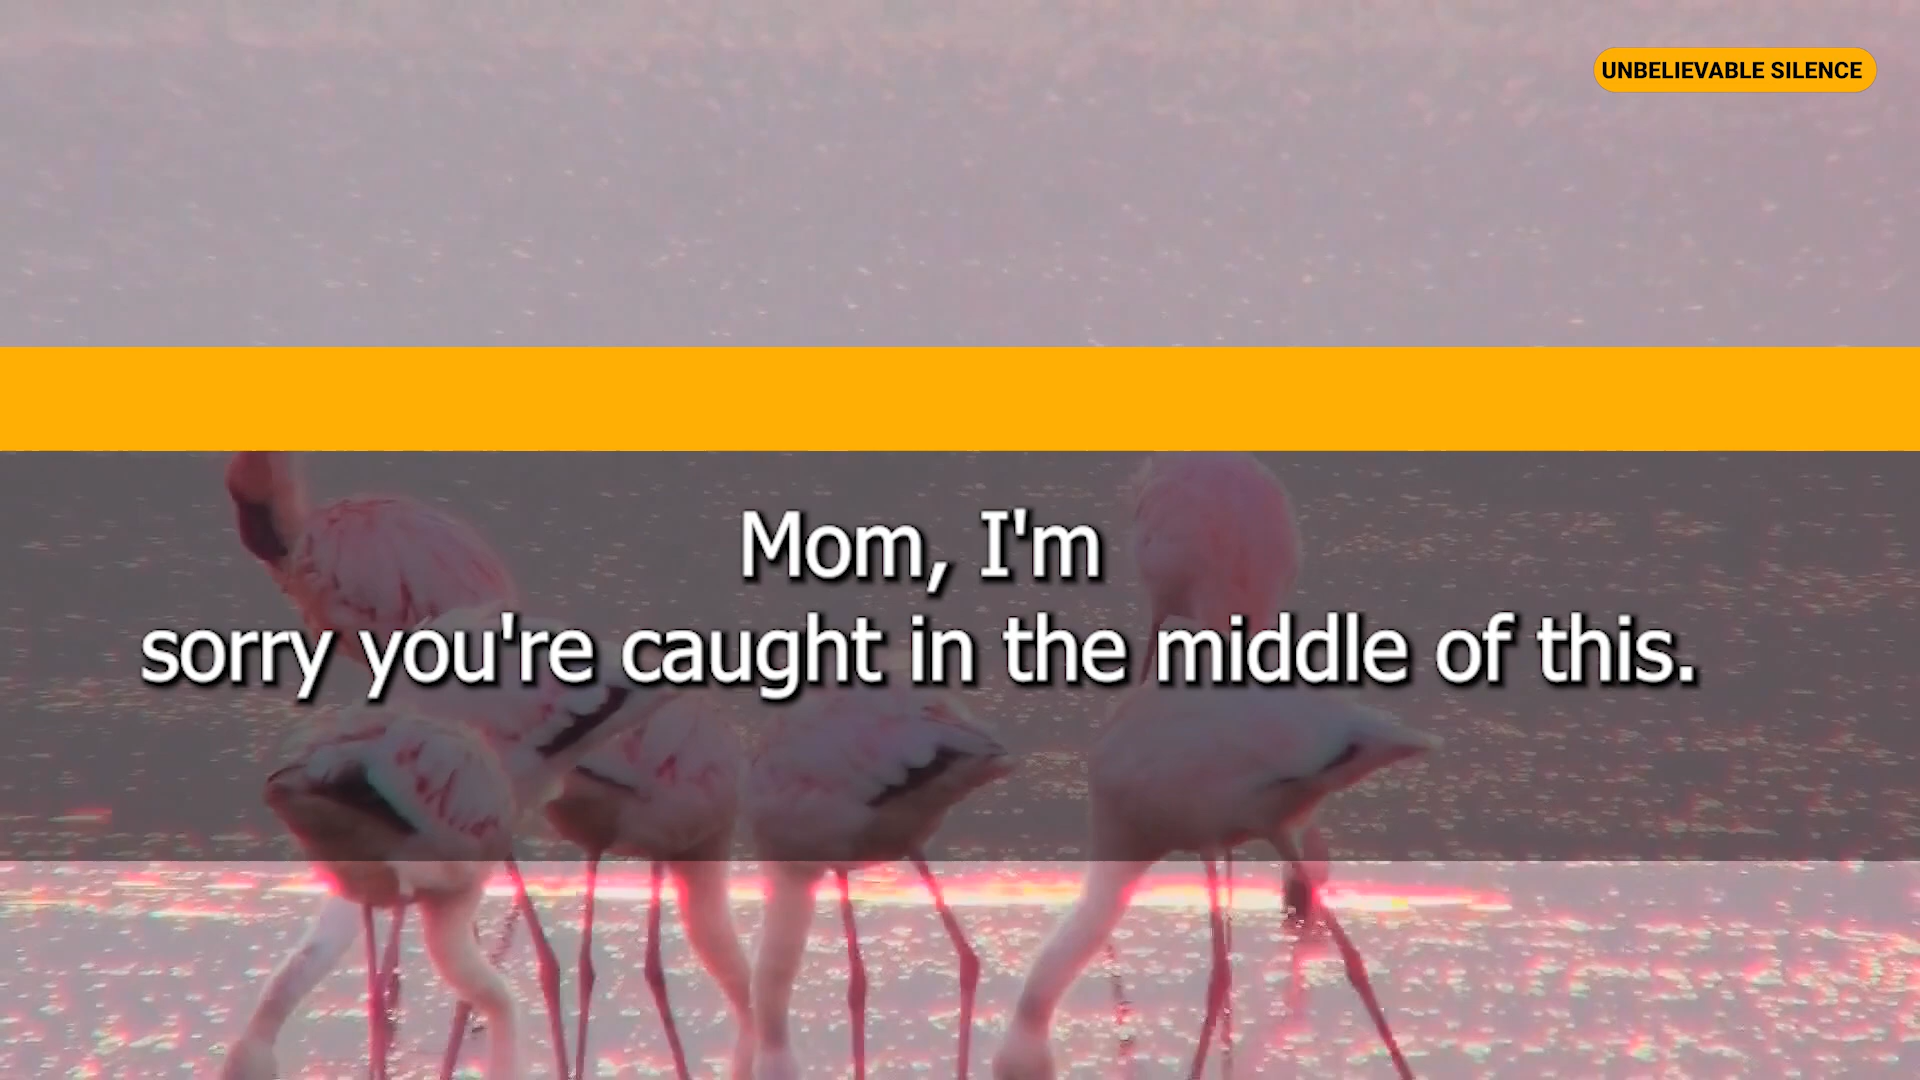 UNBELIEVABLE SILENCE
Mom, I'm
sorry you're caught in the middle of this.